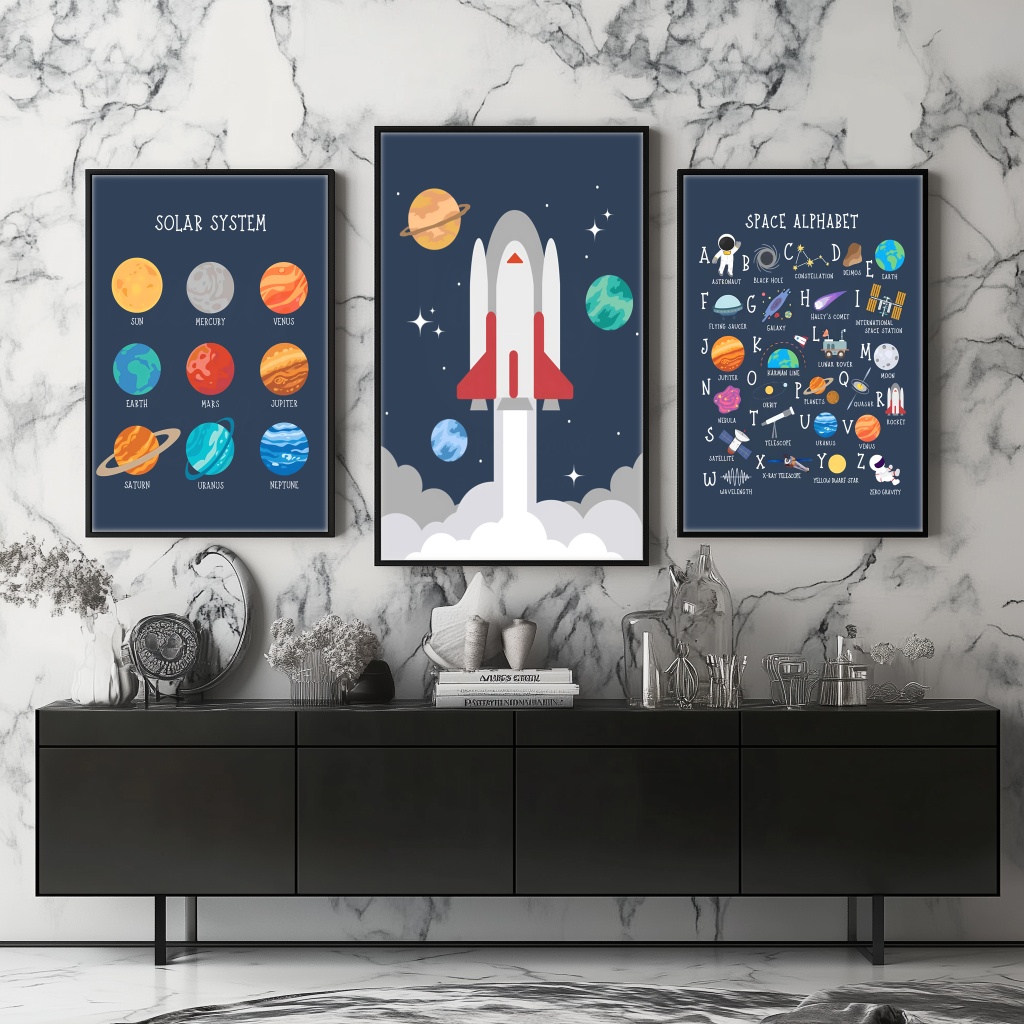 SOLAR SYSTEM
SUN
MERCURY
VENUS
EARTH
MARS
JUPITER
SATURN
URANUS
NEPTUNE
SPACE ALPHABET
A
ASTRONAUT
B
BLACK HOLE
C
CONSTELLATION
D
DEIMOS
E
EARTH
F
FLYING SAUCER
G
GALAXY
H
HALEY'S COMET
I
INTERNATIONAL
SPACE STATION
J
JUPITER
K
KARMAN LINE
L
LUNAR ROVER
M
MOON
N
NEBULA
O
ORBIT
P
PLANETS
Q
QUASAR
R
ROCKET
S
SATELLITE
T
TELESCOPE
U
URANUS
V
VENUS
W
WAVELENGTH
X
X-RAY TELESCOPE
Y
YELLOW DWARF STAR
Z
ZERO GRAVITY